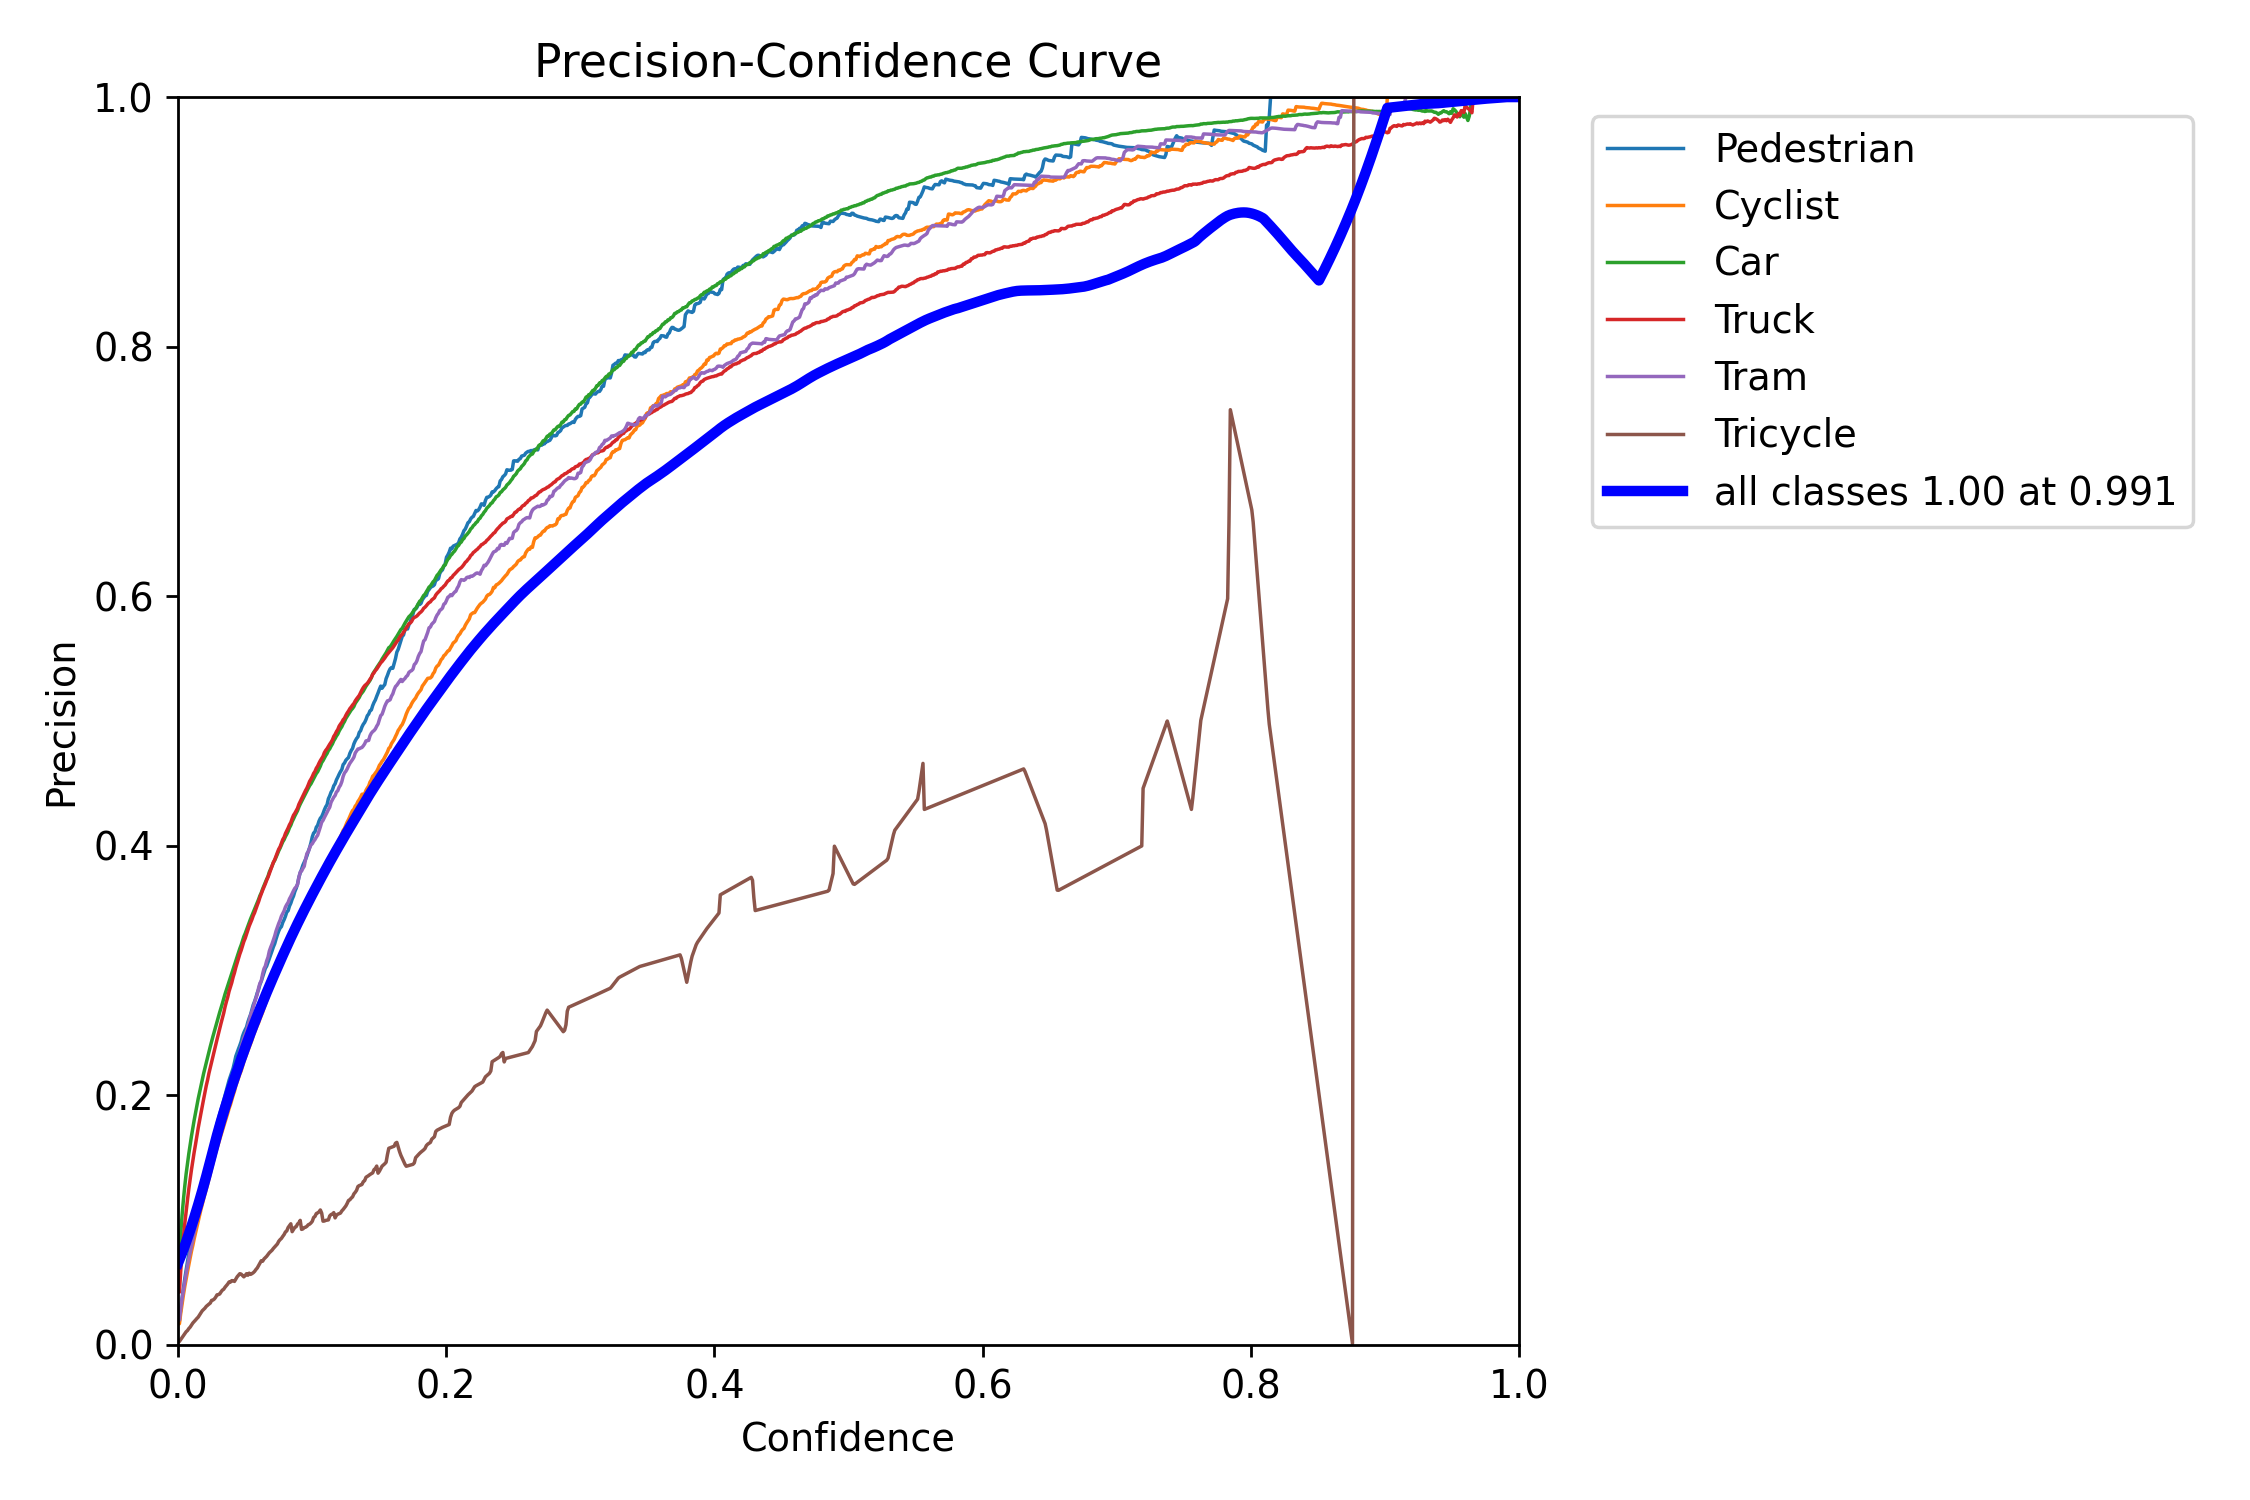 Precision-Confidence Curve
1.0
0.8
0.6
0.4
0.2
0.0
Precision
0.0 0.2 0.4 0.6 0.8 1.0
Confidence
Pedestrian
Cyclist
Car
Truck
Tram
Tricycle
all classes 1.00 at 0.991